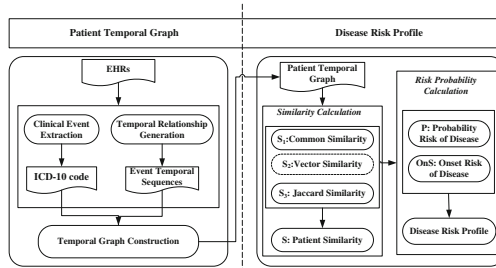 Patient Temporal Graph
Disease Risk Profile
EHRs
Clinical Event
Extraction
Temporal Relationship
Generation
ICD-10 code
Event Temporal
Sequences
Temporal Graph Construction
Patient Temporal
Graph
Similarity Calculation
S₁:Common Similarity
S₂:Vector Similarity
S₃: Jaccard Similarity
S: Patient Similarity
Risk Probability
Calculation
P: Probability
Risk of Disease
OnS: Onset Risk
of Disease
Disease Risk Profile